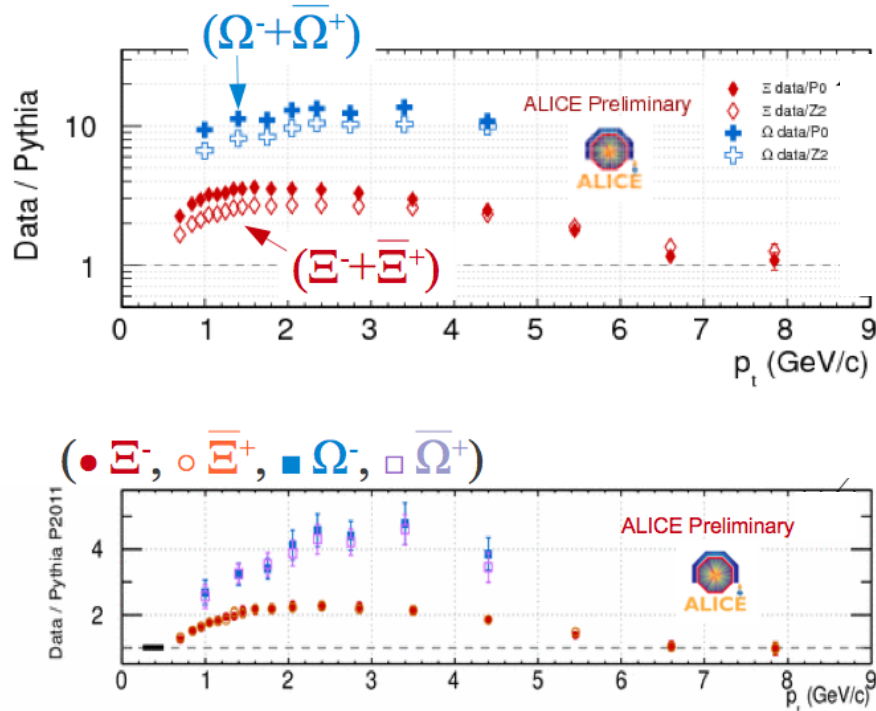 (Ω⁻+Ω̅⁺)
Data / Pythia
10
1
ALICE Preliminary
ALICE
Ξ data/P0
Ξ data/Z2
Ω data/P0
Ω data/Z2
(Ξ⁻+Ξ̅⁺)
0 1 2 3 4 5 6 7 8 9
p_t (GeV/c)
(● Ξ⁻, ○ Ξ̅⁺, ■ Ω⁻, □ Ω̅⁺)
Data / Pythia P2011
4
2
ALICE Preliminary
ALICE
0 1 2 3 4 5 6 7 8 9
p_t (GeV/c)